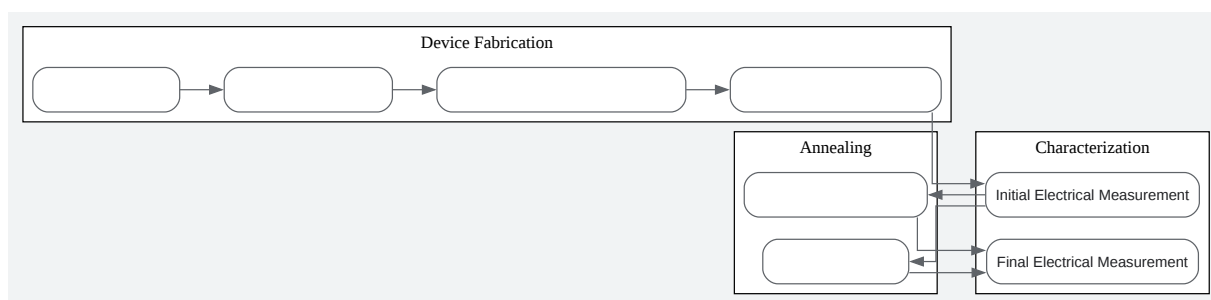 Device Fabrication
Annealing
Characterization
Initial Electrical Measurement
Final Electrical Measurement